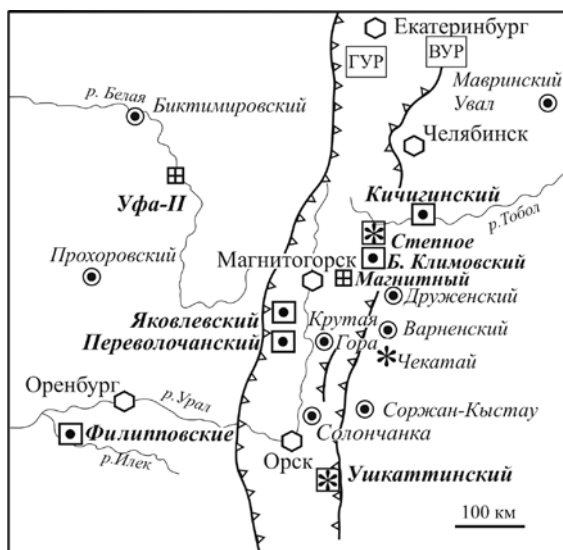 Екатеринбург
ГУР
ВУР
Мавринский
Увал
р. Белая
Биктимировский
Челябинск
Уфа-II
Кичигинский
р.Тобол
Степное
Прохоровский
Магнитогорск
Б. Климовский
Магнитный
Друженский
Яковлевский
Крутая
Гора
Варненский
Переволочанский
Чекатай
Оренбург
р.Урал
Соржан-Кыстау
Солончанка
Филипповские
р.Илек
Орск
Ушкаттинский
100 км